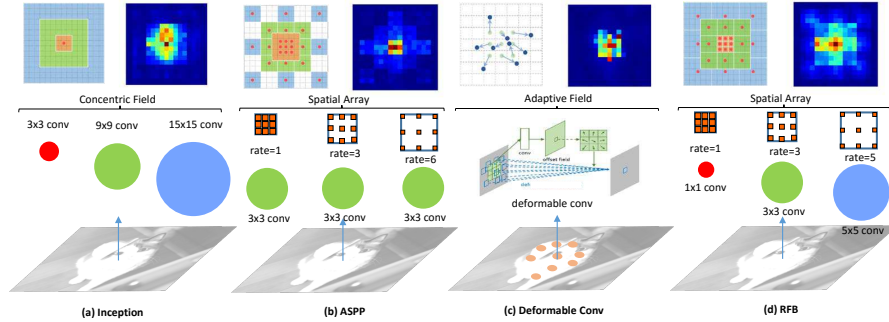 Concentric Field
3x3 conv
9x9 conv
15x15 conv
(a) Inception
Spatial Array
rate=1
rate=3
rate=6
3x3 conv
3x3 conv
3x3 conv
(b) ASPP
Adaptive Field
conv
offset field
deformable conv
(c) Deformable Conv
Spatial Array
rate=1
rate=3
rate=5
1x1 conv
3x3 conv
5x5 conv
(d) RFB